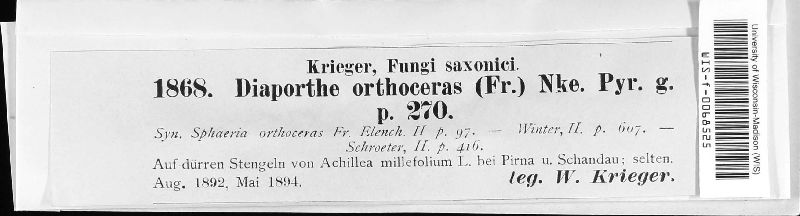 Krieger, Fungi saxonici.
1868. Diaporthe orthoceras (Fr.) Nke. Pyr. g.
p. 270.
Syn. Sphaeria orthoceras Fr. Elench. II p. 97. — Winter, II. p. 607. —
Schroeter, II. p. 416.
Auf dürren Stengeln von Achillea millefolium L. bei Pirna u. Schandau; selten.
Aug. 1892, Mai 1894.
leg. W. Krieger.
University of Wisconsin-Madison (WIS)
WIS-f-0068525